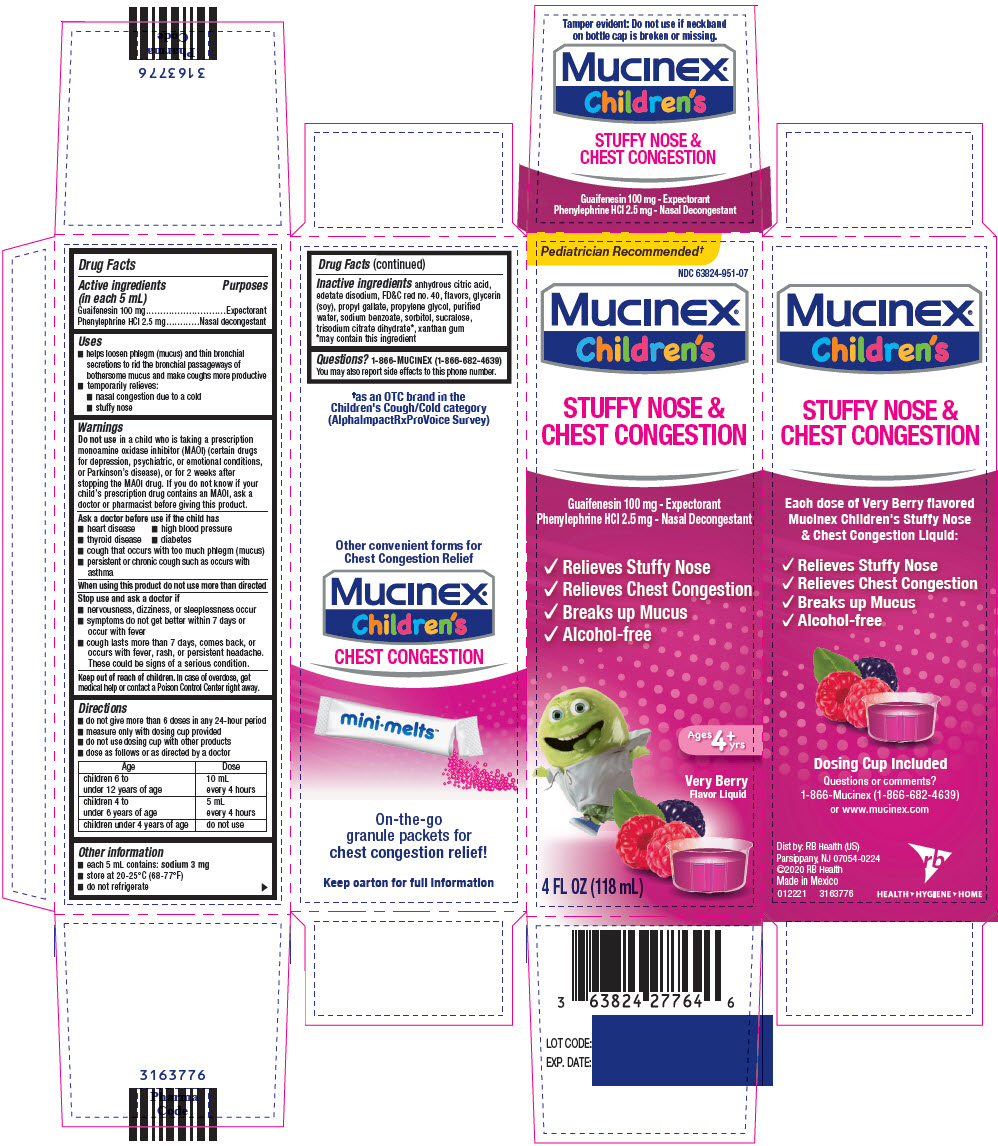 Pharma
Code
3163776
Tamper evident: Do not use if neckband
on bottle cap is broken or missing.
Mucinex®
Children's
STUFFY NOSE &
CHEST CONGESTION
Guaifenesin 100 mg - Expectorant
Phenylephrine HCl 2.5 mg - Nasal Decongestant
Drug Facts
Active ingredients Purposes
(in each 5 mL)
Guaifenesin 100 mg............................Expectorant
Phenylephrine HCl 2.5 mg............Nasal decongestant
Uses
■ helps loosen phlegm (mucus) and thin bronchial
secretions to rid the bronchial passageways of
bothersome mucus and make coughs more productive
■ temporarily relieves:
■ nasal congestion due to a cold
■ stuffy nose
Warnings
Do not use in a child who is taking a prescription
monoamine oxidase inhibitor (MAOI) (certain drugs
for depression, psychiatric, or emotional conditions,
or Parkinson's disease), or for 2 weeks after
stopping the MAOI drug. If you do not know if your
child's prescription drug contains an MAOI, ask a
doctor or pharmacist before giving this product.
Ask a doctor before use if the child has
■ heart disease ■ high blood pressure
■ thyroid disease ■ diabetes
■ cough that occurs with too much phlegm (mucus)
■ persistent or chronic cough such as occurs with
asthma
When using this product do not use more than directed
Stop use and ask a doctor if
■ nervousness, dizziness, or sleeplessness occur
■ symptoms do not get better within 7 days or
occur with fever
■ cough lasts more than 7 days, comes back, or
occurs with fever, rash, or persistent headache.
These could be signs of a serious condition.
Keep out of reach of children. In case of overdose, get
medical help or contact a Poison Control Center right away.
Directions
■ do not give more than 6 doses in any 24-hour period
■ measure only with dosing cup provided
■ do not use dosing cup with other products
■ dose as follows or as directed by a doctor
Age Dose
children 6 to 10 mL
under 12 years of age every 4 hours
children 4 to 5 mL
under 6 years of age every 4 hours
children under 4 years of age do not use
Other information
■ each 5 mL contains: sodium 3 mg
■ store at 20-25°C (68-77°F)
■ do not refrigerate
3163776
Pharma
Code
Drug Facts (continued)
Inactive ingredients anhydrous citric acid,
edetate disodium, FD&C red no. 40, flavors, glycerin
(soy), propyl gallate, propylene glycol, purified
water, sodium benzoate, sorbitol, sucralose,
trisodium citrate dihydrate*, xanthan gum
*may contain this ingredient
Questions? 1-866-MUCINEX (1-866-682-4639)
You may also report side effects to this phone number.
†as an OTC brand in the
Children's Cough/Cold category
(AlphaImpactRxProVoice Survey)
Other convenient forms for
Chest Congestion Relief
Mucinex®
Children's
CHEST CONGESTION
mini·melts™
On-the-go
granule packets for
chest congestion relief!
Keep carton for full information
Pediatrician Recommended†
NDC 63824-951-07
Mucinex®
Children's
STUFFY NOSE &
CHEST CONGESTION
Guaifenesin 100 mg - Expectorant
Phenylephrine HCl 2.5 mg - Nasal Decongestant
✓ Relieves Stuffy Nose
✓ Relieves Chest Congestion
✓ Breaks up Mucus
✓ Alcohol-free
Ages 4+ yrs
Very Berry
Flavor Liquid
4 FL OZ (118 mL)
3 63824 27764 6
LOT CODE:
EXP. DATE:
Mucinex®
Children's
STUFFY NOSE &
CHEST CONGESTION
Each dose of Very Berry flavored
Mucinex Children's Stuffy Nose
& Chest Congestion Liquid:
✓ Relieves Stuffy Nose
✓ Relieves Chest Congestion
✓ Breaks up Mucus
✓ Alcohol-free
Dosing Cup Included
Questions or comments?
1-866-Mucinex (1-866-682-4639)
or www.mucinex.com
Dist by: RB Health (US)
Parsippany, NJ 07054-0224
©2020 RB Health
Made in Mexico
012221 3163776
rb
HEALTH • HYGIENE • HOME